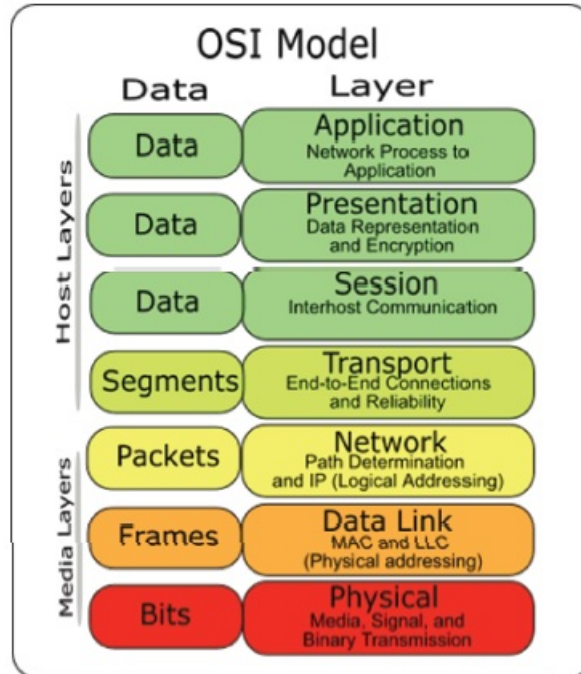 OSI Model
Data Layer
Host Layers
Data
Application
Network Process to
Application
Data
Presentation
Data Representation
and Encryption
Data
Session
Interhost Communication
Segments
Transport
End-to-End Connections
and Reliability
Media Layers
Packets
Network
Path Determination
and IP (Logical Addressing)
Frames
Data Link
MAC and LLC
(Physical addressing)
Bits
Physical
Media, Signal, and
Binary Transmission